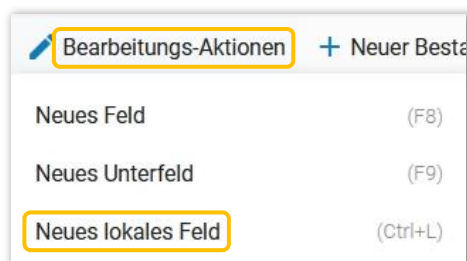 Bearbeitungs-Aktionen + Neuer Besta
Neues Feld (F8)
Neues Unterfeld (F9)
Neues lokales Feld (Ctrl+L)